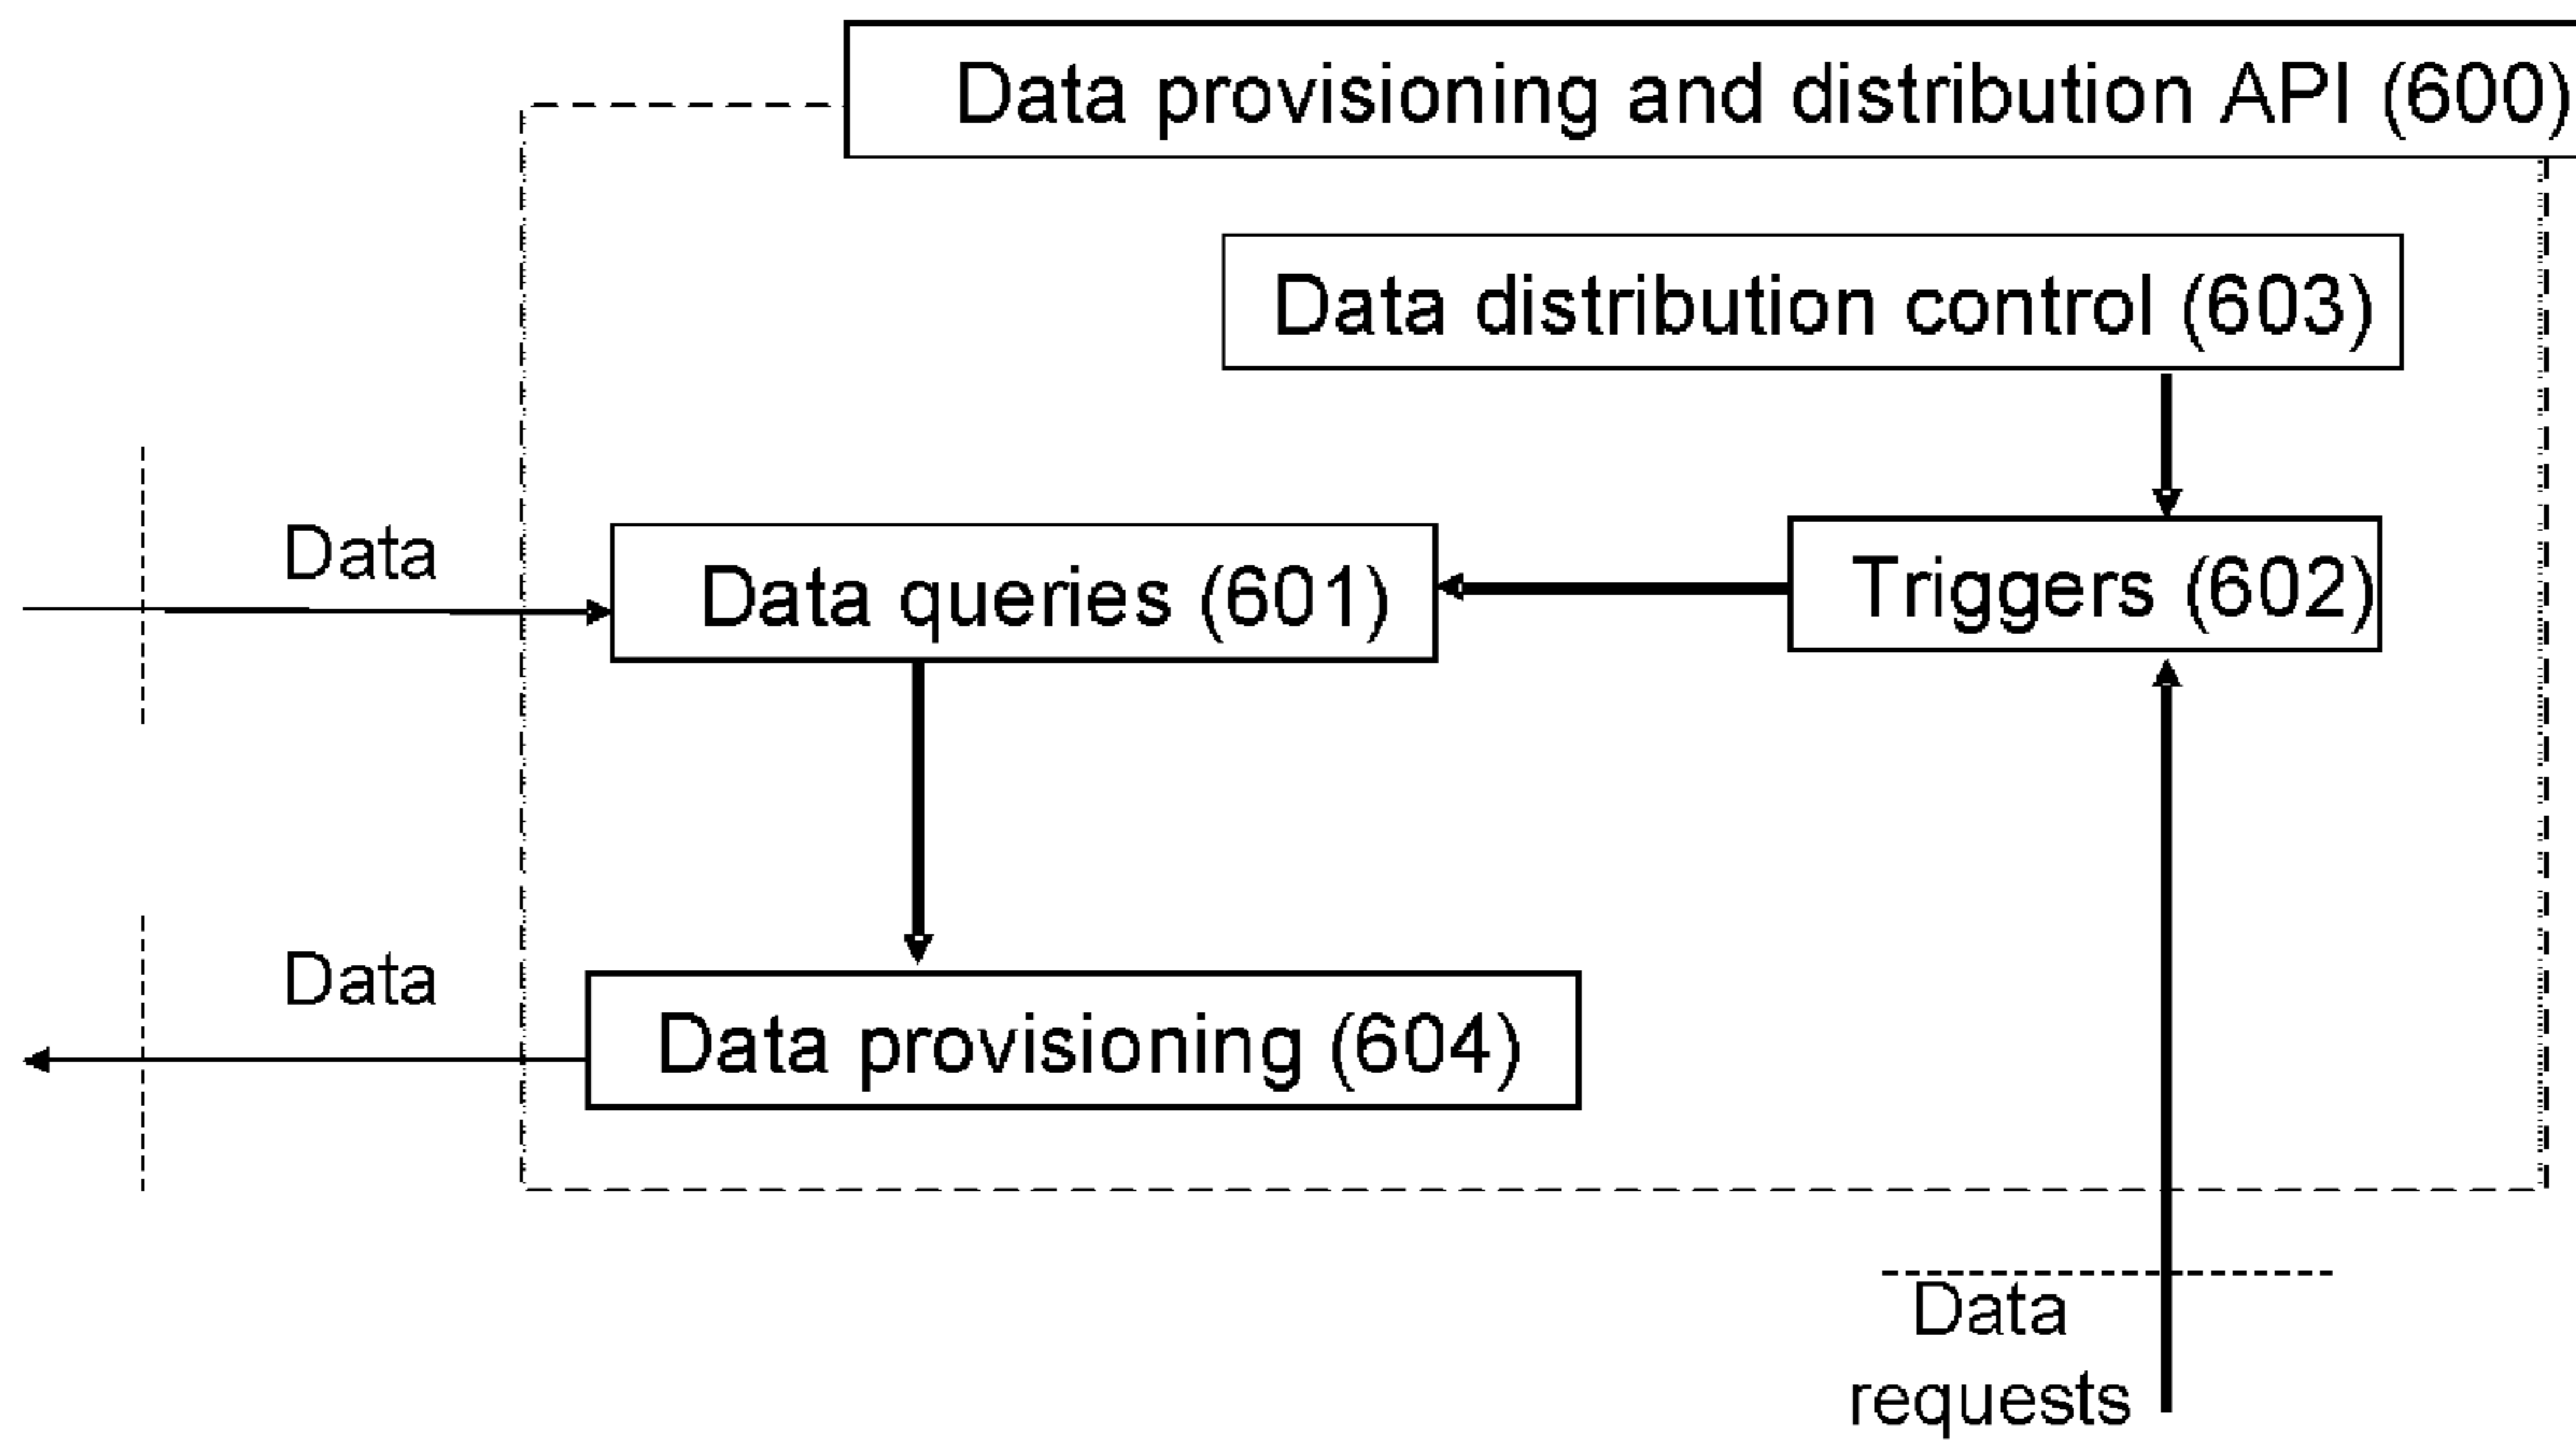 Data provisioning and distribution API (600)
Data distribution control (603)
Data
Data queries (601)
Triggers (602)
Data
Data provisioning (604)
Data
requests